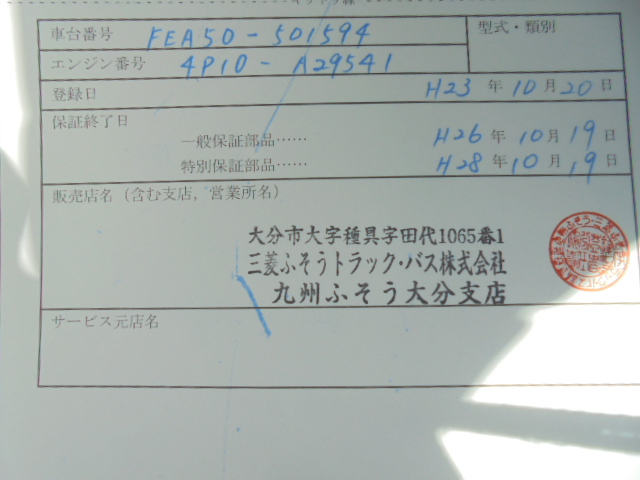 車台番号 FEA50-501594 型式・類別
エンジン番号 4P10-A29541
登録日 H23 年 10 月 20 日
保証終了日
一般保証部品…… H26 年 10 月 19 日
特別保証部品…… H28 年 10 月 19 日
販売店名（含む支店，営業所名）
大分市大字種具字田代1065番1
三菱ふそうトラック・バス株式会社
九州ふそう大分支店
サービス元店名